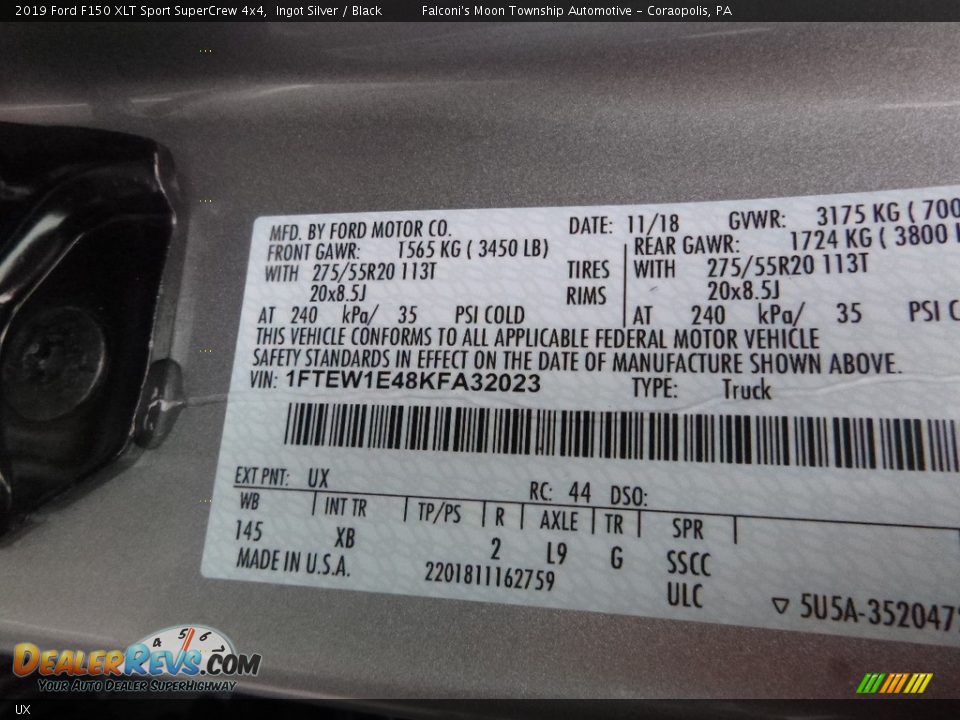 2019 Ford F150 XLT Sport SuperCrew 4x4, Ingot Silver / Black Falconi's Moon Township Automotive - Coraopolis, PA
MFD. BY FORD MOTOR CO. DATE: 11/18 GVWR: 3175 KG ( 700
FRONT GAWR: 1565 KG ( 3450 LB) REAR GAWR: 1724 KG ( 3800
WITH 275/55R20 113T TIRES WITH 275/55R20 113T
20x8.5J RIMS 20x8.5J
AT 240 kPa/ 35 PSI COLD AT 240 kPa/ 35 PSI C
THIS VEHICLE CONFORMS TO ALL APPLICABLE FEDERAL MOTOR VEHICLE
SAFETY STANDARDS IN EFFECT ON THE DATE OF MANUFACTURE SHOWN ABOVE.
VIN: 1FTEW1E48KFA32023 TYPE: Truck
EXT PNT: UX RC: 44 DSO:
WB INT TR TP/PS R AXLE TR SPR
145 XB 2 L9 G SSCC
MADE IN U.S.A. 2201811162759 ULC ▽ 5U5A-352047
4 5 6
DEALERREVS.COM
Your Auto Dealer SuperHighway
UX